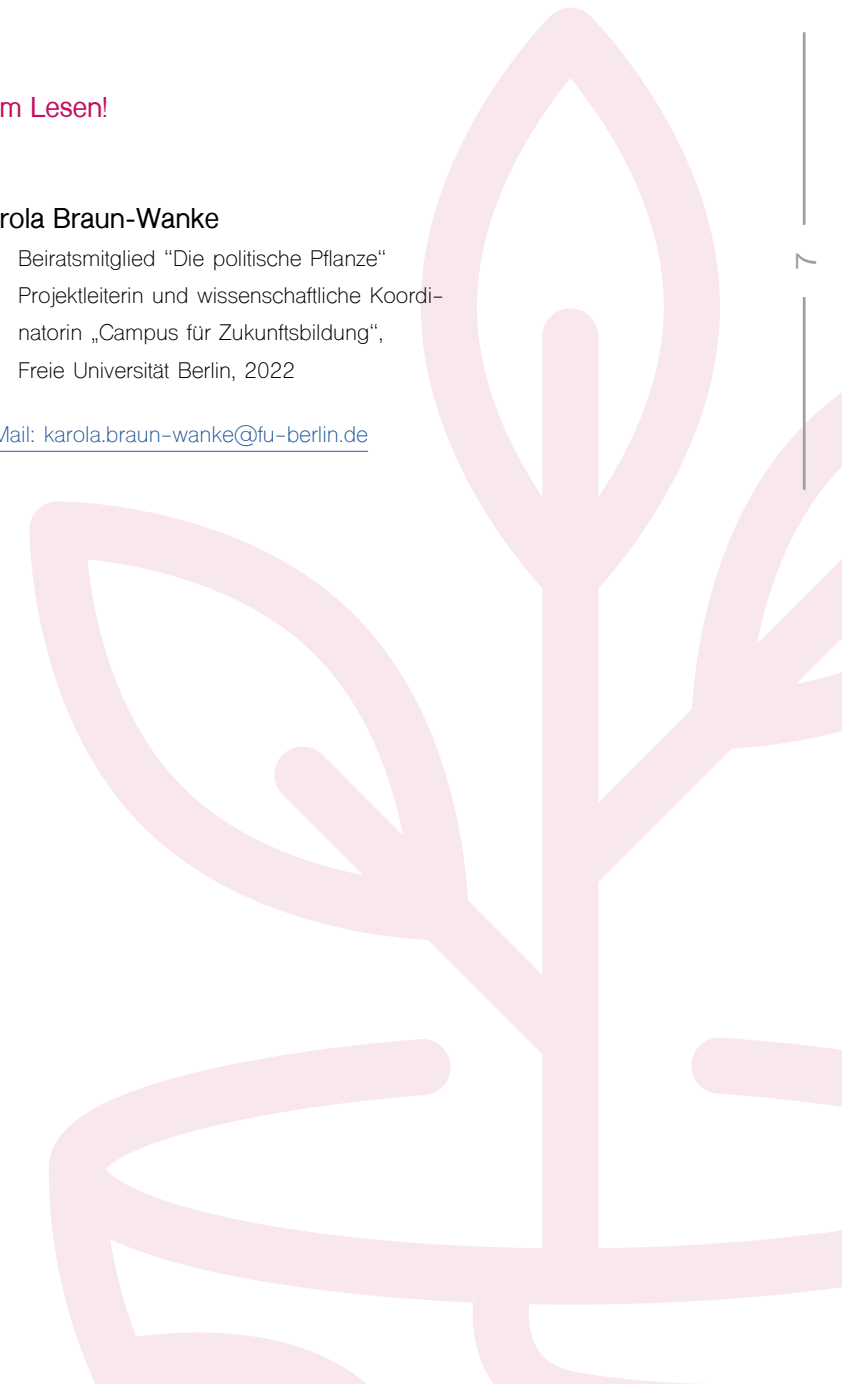 m Lesen!
rola Braun-Wanke
Beiratsmitglied “Die politische Pflanze“
Projektleiterin und wissenschaftliche Koordi-
natorin „Campus für Zukunftsbildung“,
Freie Universität Berlin, 2022
Mail: karola.braun-wanke@fu-berlin.de
7